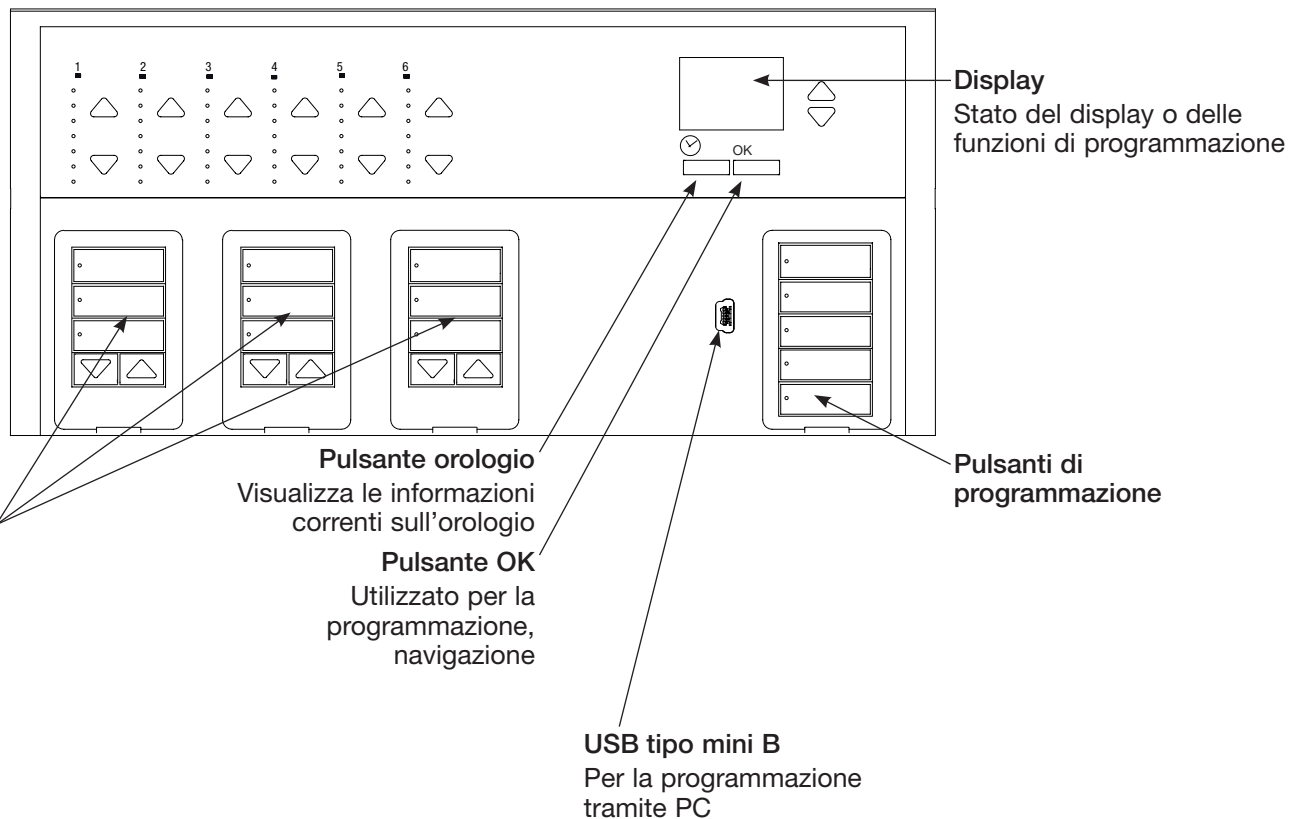 1 2 3 4 5 6
OK
Display
Stato del display o delle
funzioni di programmazione
Pulsante orologio
Visualizza le informazioni
correnti sull'orologio
Pulsante OK
Utilizzato per la
programmazione,
navigazione
Pulsanti di
programmazione
USB tipo mini B
Per la programmazione
tramite PC